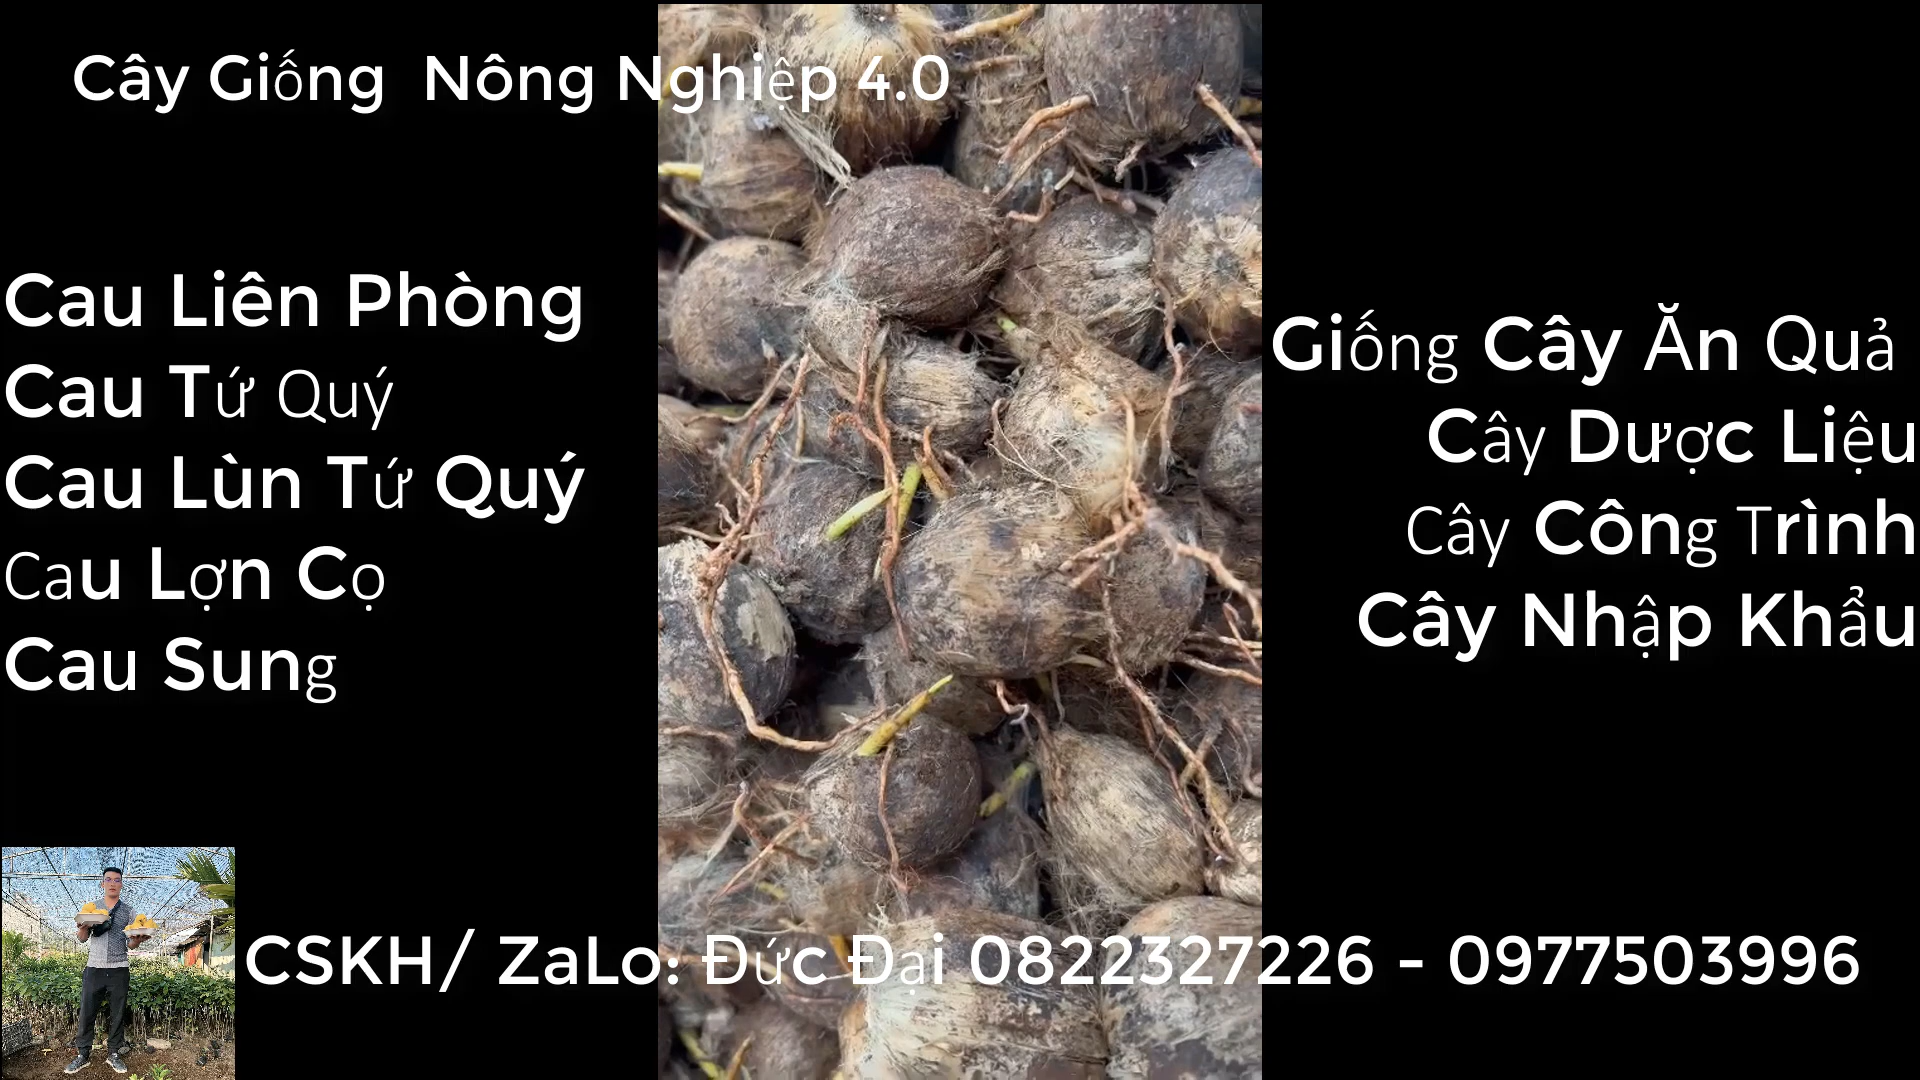 Cây Giống Nông Nghiệp 4.0
Cau Liên Phòng
Cau Tứ Quý
Cau Lùn Tứ Quý
Cau Lợn Cọ
Cau Sung
Giống Cây Ăn Quả
Cây Dược Liệu
Cây Công Trình
Cây Nhập Khẩu
CSKH/ ZaLo: Đức Đại 0822327226 - 0977503996